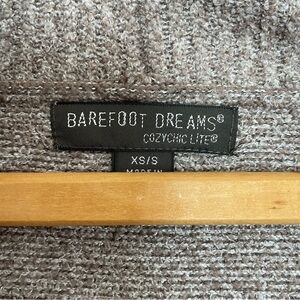 BAREFOOT DREAMS®
COZYCHIC LITE®
XS/S
MADE IN